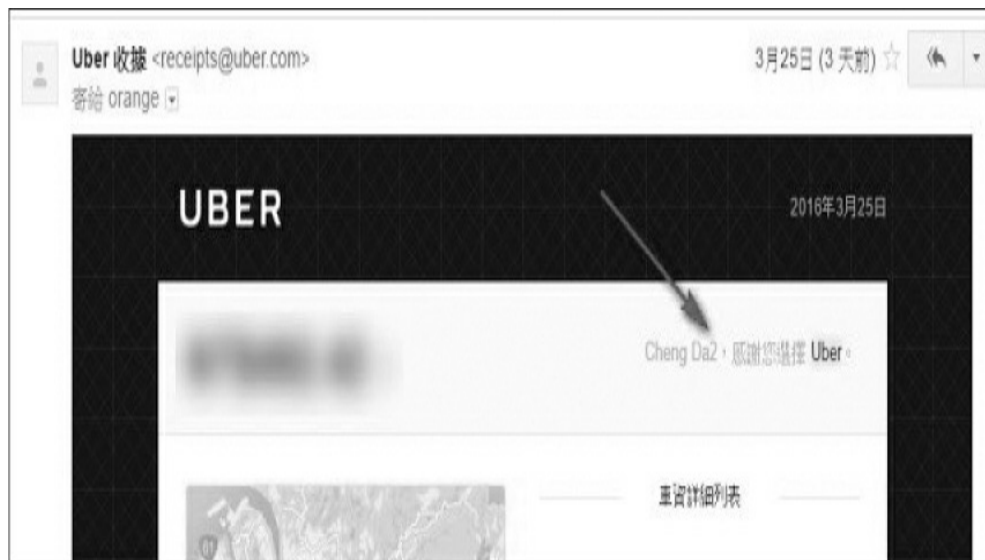 Uber 收據 <receipts@uber.com>
3月25日 (3 天前)
寄給 orange
UBER
2016年3月25日
Cheng Da2，感謝您選擇 Uber。
車資詳細列表